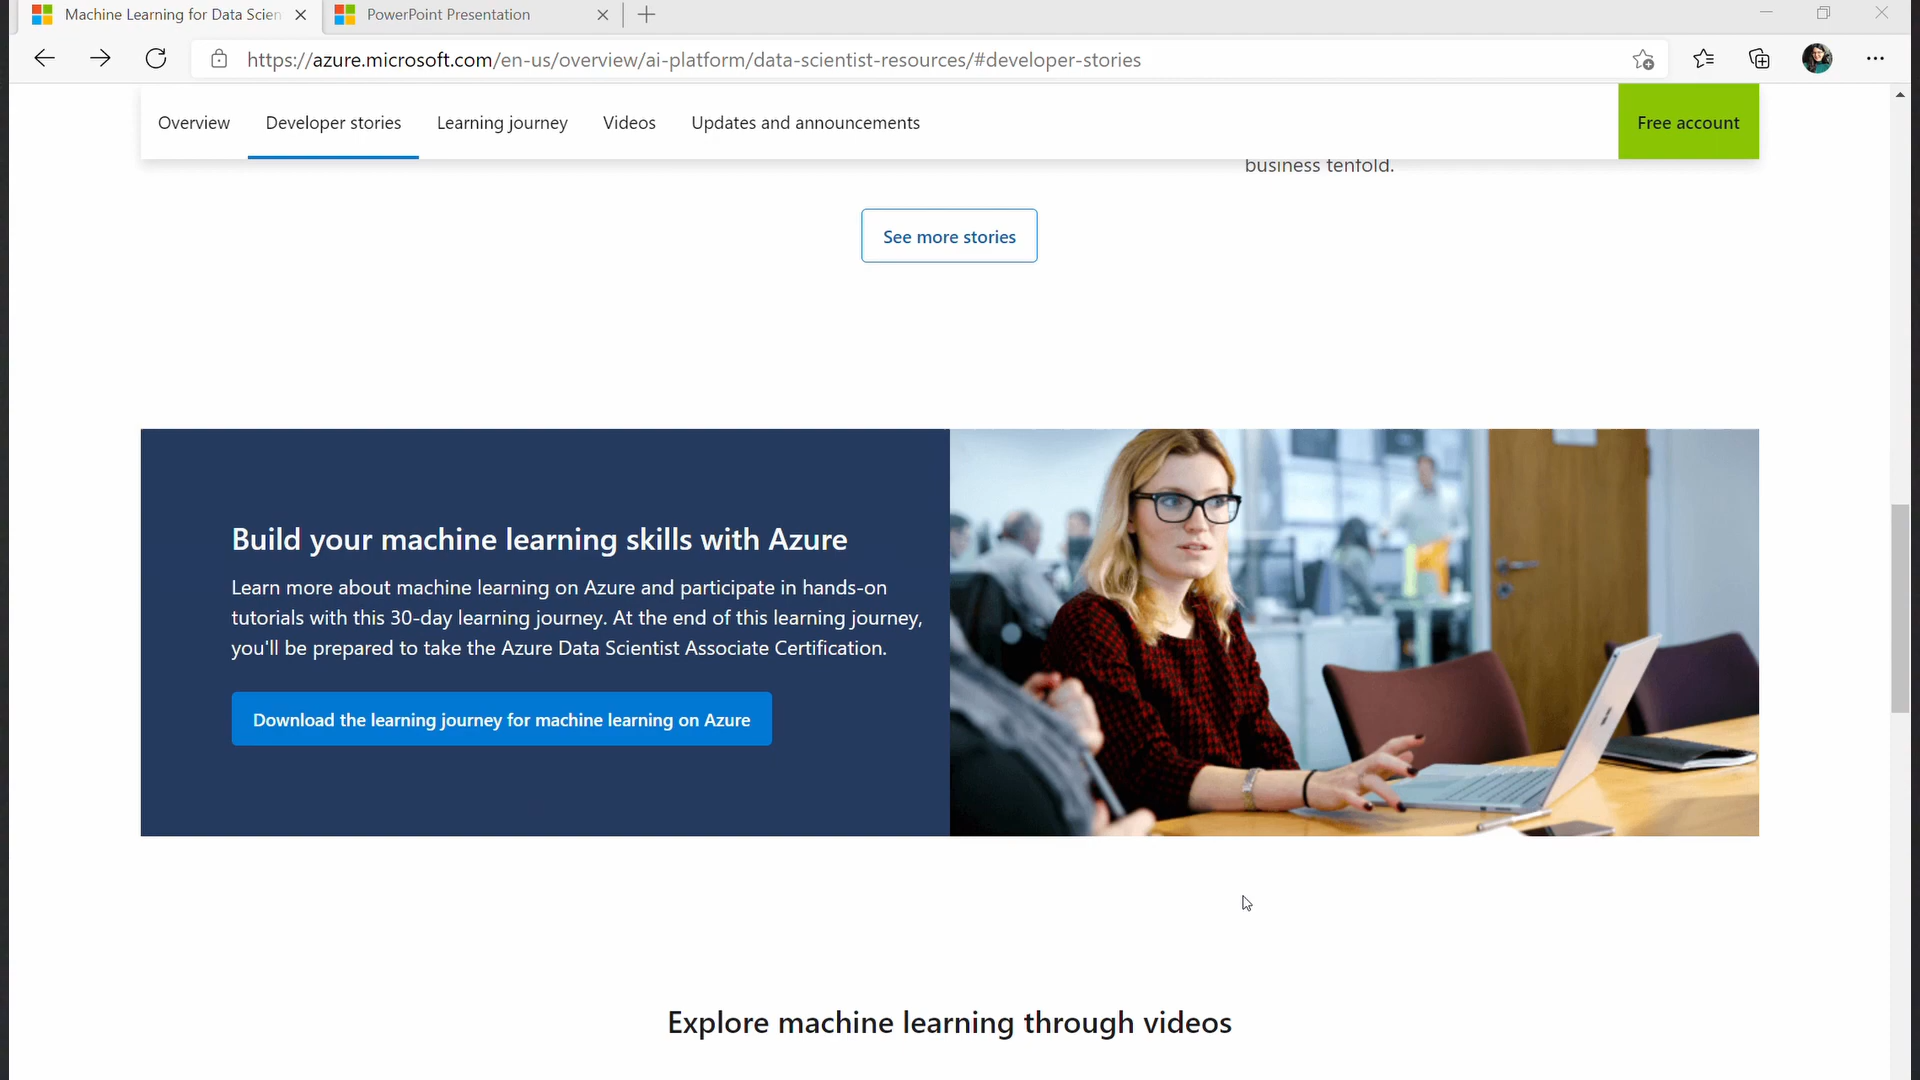 Machine Learning for Data Scien
PowerPoint Presentation
https://azure.microsoft.com/en-us/overview/ai-platform/data-scientist-resources/#developer-stories
Overview
Developer stories
Learning journey
Videos
Updates and announcements
Free account
business tenfold.
See more stories
Build your machine learning skills with Azure
Learn more about machine learning on Azure and participate in hands-on
tutorials with this 30-day learning journey. At the end of this learning journey,
you'll be prepared to take the Azure Data Scientist Associate Certification.
Download the learning journey for machine learning on Azure
Explore machine learning through videos